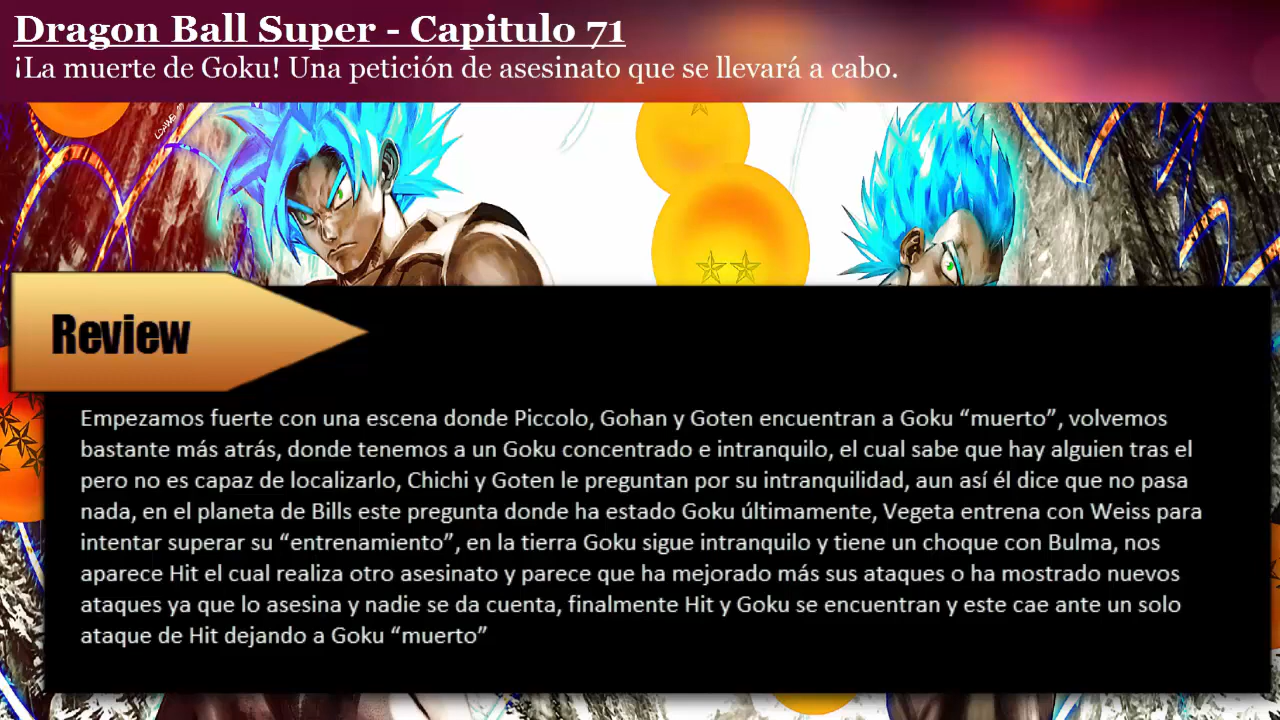 Dragon Ball Super - Capitulo 71
¡La muerte de Goku! Una petición de asesinato que se llevará a cabo.
Review
Empezamos fuerte con una escena donde Piccolo, Gohan y Goten encuentran a Goku “muerto”, volvemos
bastante más atrás, donde tenemos a un Goku concentrado e intranquilo, el cual sabe que hay alguien tras el
pero no es capaz de localizarlo, Chichi y Goten le preguntan por su intranquilidad, aun así él dice que no pasa
nada, en el planeta de Bills este pregunta donde ha estado Goku últimamente, Vegeta entrena con Weiss para
intentar superar su “entrenamiento”, en la tierra Goku sigue intranquilo y tiene un choque con Bulma, nos
aparece Hit el cual realiza otro asesinato y parece que ha mejorado más sus ataques o ha mostrado nuevos
ataques ya que lo asesina y nadie se da cuenta, finalmente Hit y Goku se encuentran y este cae ante un solo
ataque de Hit dejando a Goku “muerto”